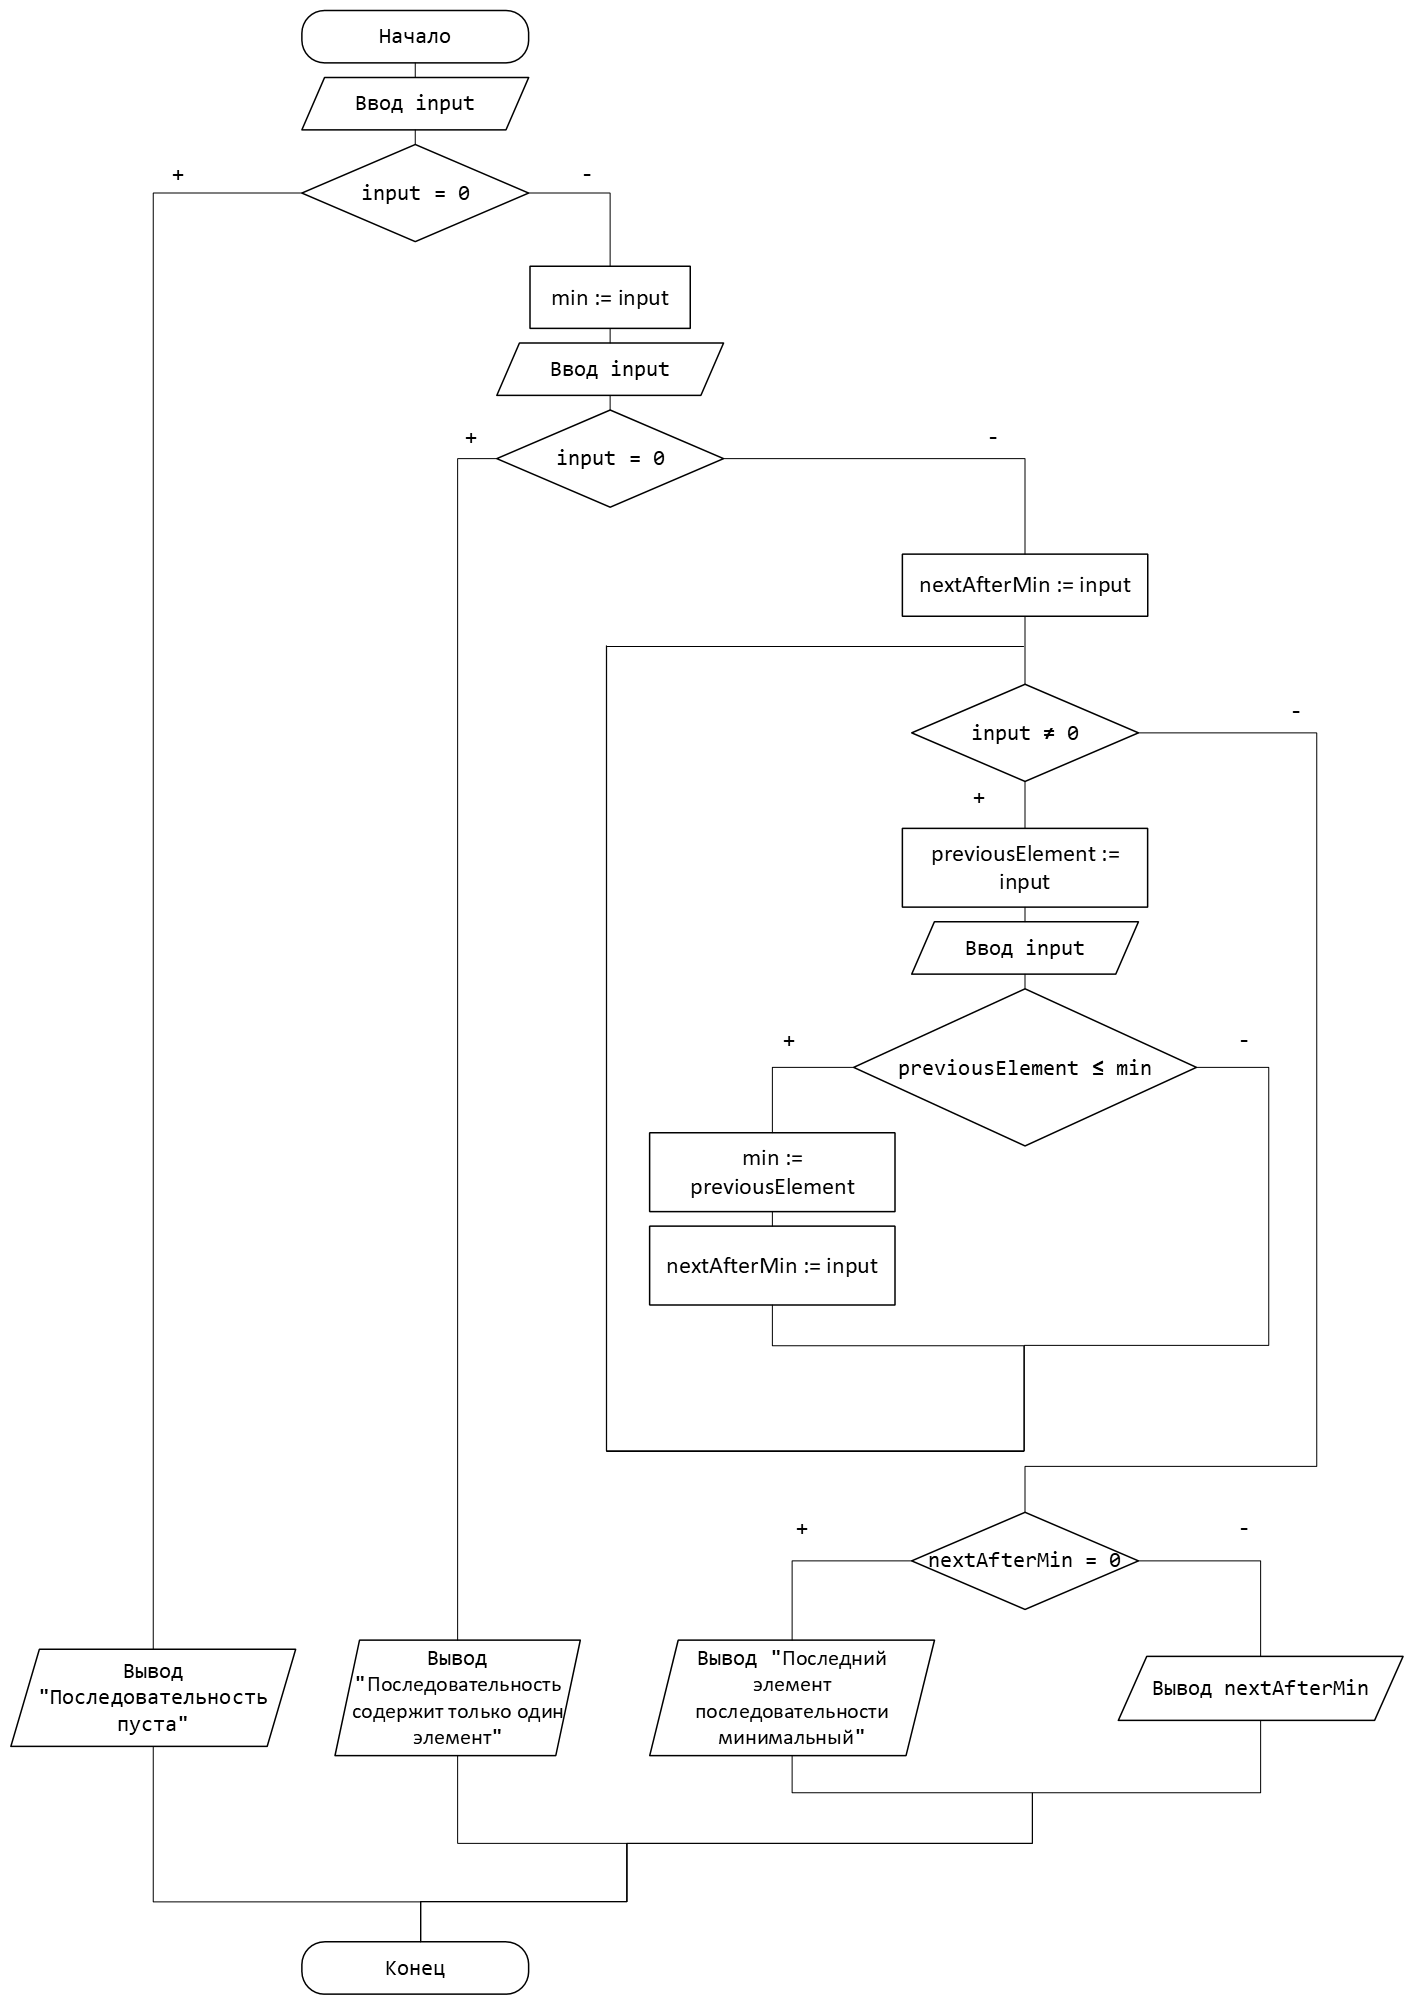 Начало
Ввод input
+
-
input = 0
min := input
Ввод input
+
-
input = 0
nextAfterMin := input
-
input ≠ 0
+
previousElement :=
input
Ввод input
+
-
previousElement ≤ min
min :=
previousElement
nextAfterMin := input
+
-
nextAfterMin = 0
Вывод
"Последовательность
пуста"
Вывод
"Последовательность
содержит только один
элемент"
Вывод "Последний
элемент
последовательности
минимальный"
Вывод nextAfterMin
Конец